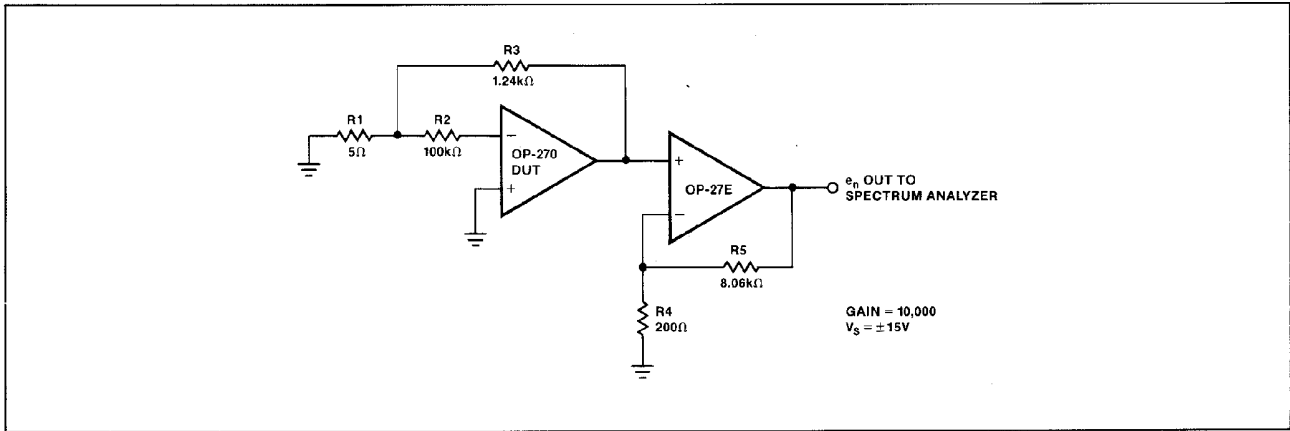 R3
1.24kΩ
R1
5Ω
R2
100kΩ
−
OP-270
DUT
+
+
OP-27E
−
en OUT TO
SPECTRUM ANALYZER
R5
8.06kΩ
R4
200Ω
GAIN = 10,000
VS = ±15V